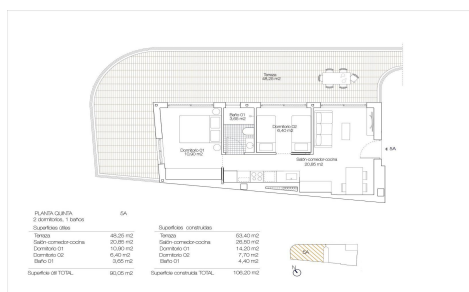 Terraza
48,25 m2
Baño 01
3,65 m2
Dormitorio 02
6,40 m2
Dormitorio 01
10,90 m2
Salón-comedor-cocina
20,85 m2
5A
PLANTA QUINTA 5A
2 dormitorios, 1 baños
Superficies útiles Superficies construidas
Terraza 48,25 m2 Terraza 53,40 m2
Salón-comedor-cocina 20,85 m2 Salón-comedor-cocina 26,50 m2
Dormitorio 01 10,90 m2 Dormitorio 01 14,20 m2
Dormitorio 02 6,40 m2 Dormitorio 02 7,70 m2
Baño 01 3,65 m2 Baño 01 4,40 m2
Superficie útil TOTAL 90,05 m2 Superficie construida TOTAL 106,20 m2
5A
N